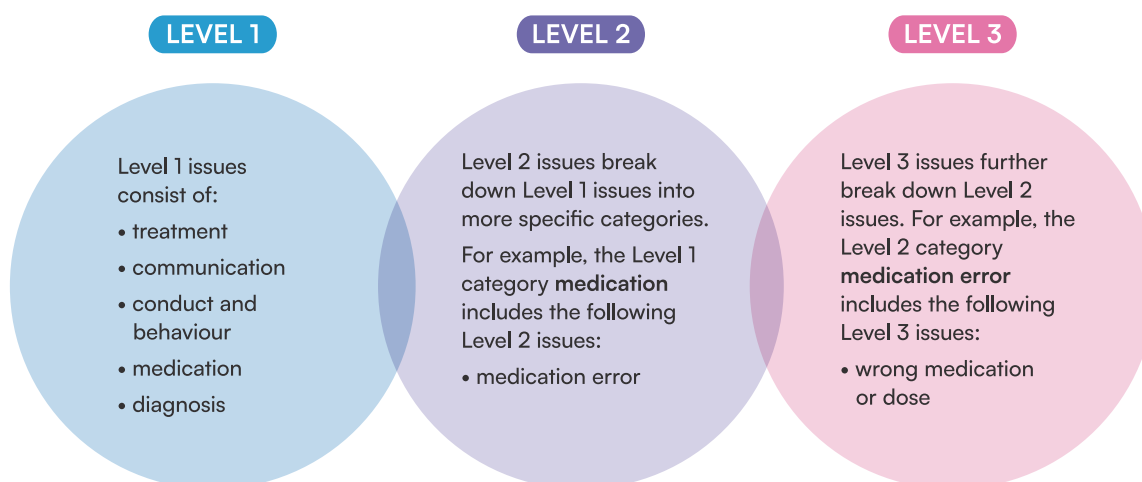 LEVEL 1
LEVEL 2
LEVEL 3
Level 1 issues
consist of:
• treatment
• communication
• conduct and
behaviour
• medication
• diagnosis
Level 2 issues break
down Level 1 issues into
more specific categories.
For example, the Level 1
category medication
includes the following
Level 2 issues:
• medication error
Level 3 issues further
break down Level 2
issues. For example, the
Level 2 category
medication error
includes the following
Level 3 issues:
• wrong medication
or dose